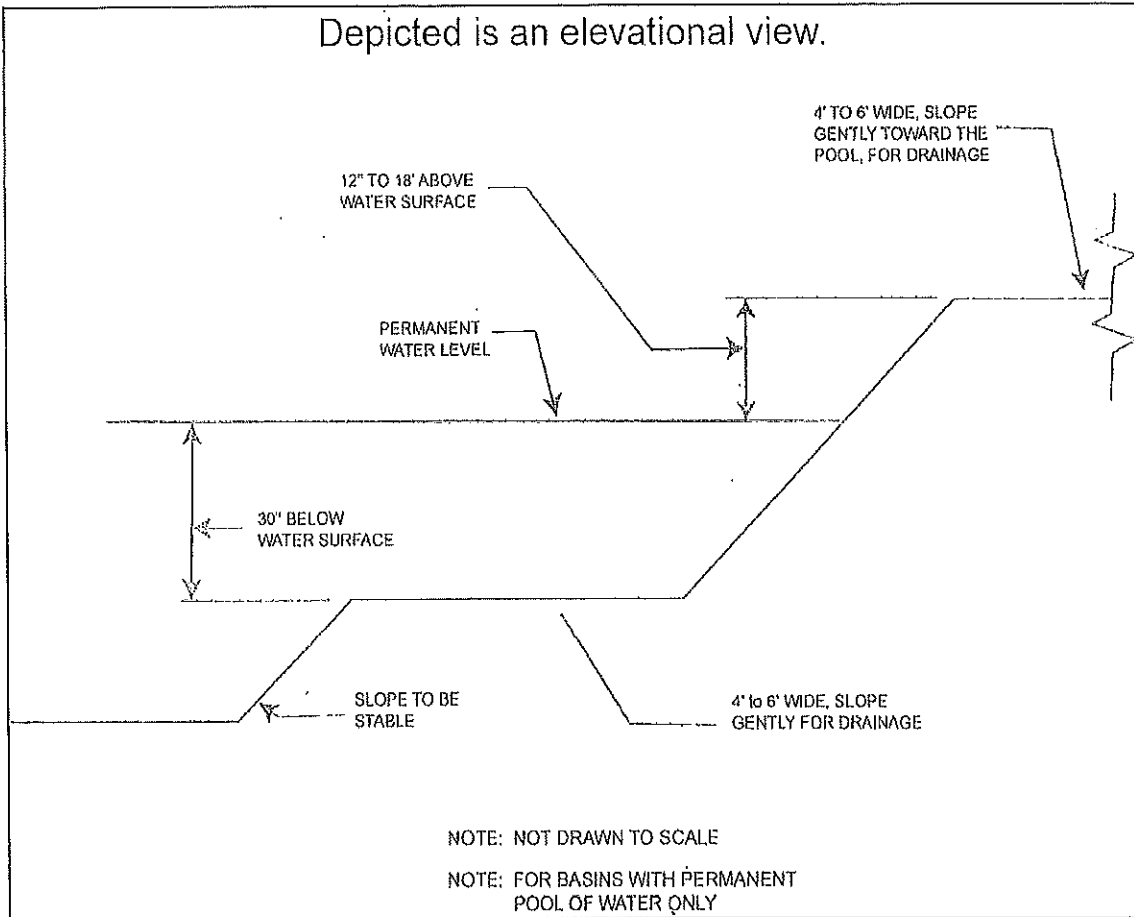 Depicted is an elevational view.
4' TO 6' WIDE, SLOPE
GENTLY TOWARD THE
POOL, FOR DRAINAGE
12" TO 18' ABOVE
WATER SURFACE
PERMANENT
WATER LEVEL
30" BELOW
WATER SURFACE
SLOPE TO BE
STABLE
4' to 6' WIDE, SLOPE
GENTLY FOR DRAINAGE
NOTE: NOT DRAWN TO SCALE
NOTE: FOR BASINS WITH PERMANENT
POOL OF WATER ONLY